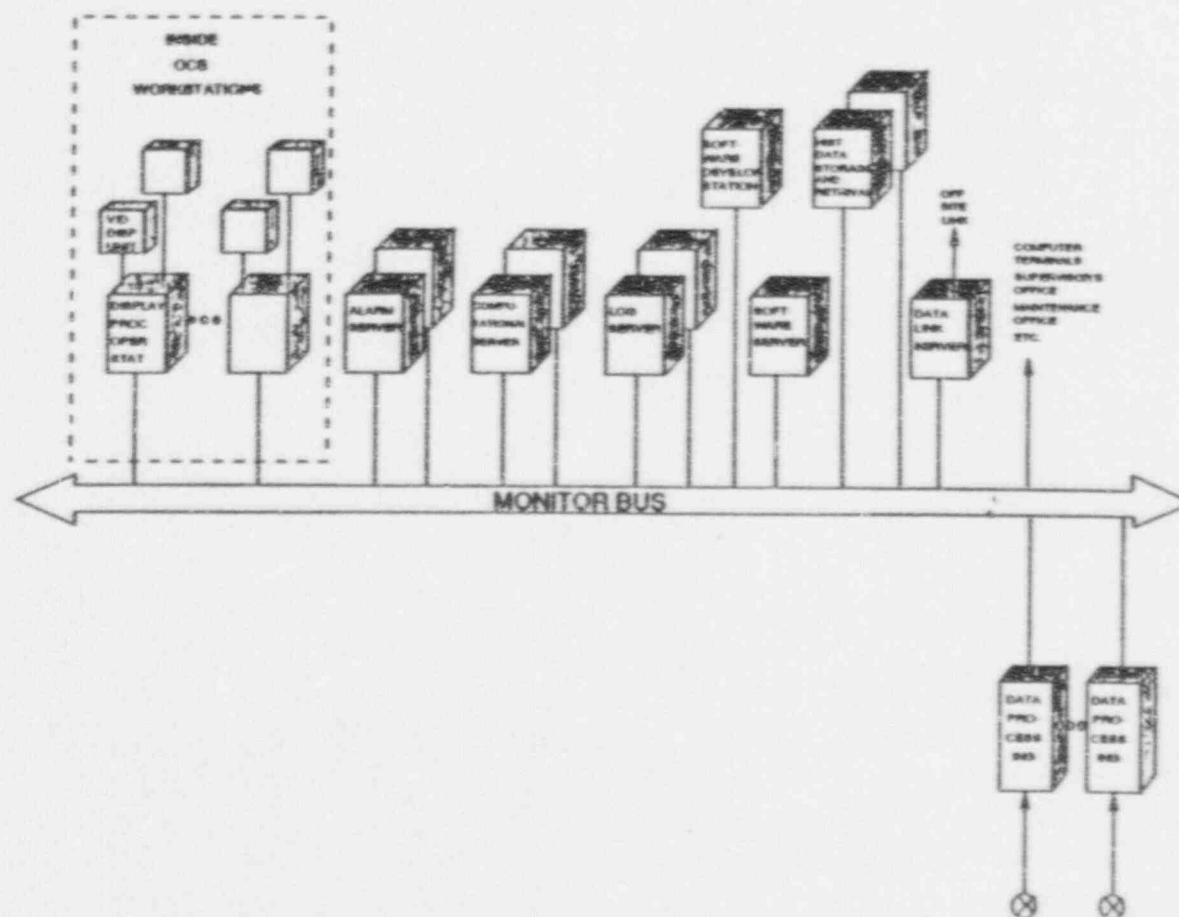 INSIDE
OCS
WORKSTATIONS
VID
DISP
UNIT
DISPLAY
PROC
OPER
STAT
ALARM
SERVER
COMPU-
TATIONAL
SERVER
LOG
SERVER
SOFT-
WARE
DEVELOP
STATION
SOFT-
WARE
SERVER
HIST
DATA
STORAGE
AND
RETRIEVAL
DATA
LINK
SERVER
OFF
SITE
LINK
COMPUTER
TERMINALS
SUPERVISOR'S
OFFICE
MAINTENANCE
OFFICE
ETC.
MONITOR BUS
DATA
PRO-
CESS
ING
DATA
PRO-
CESS
ING